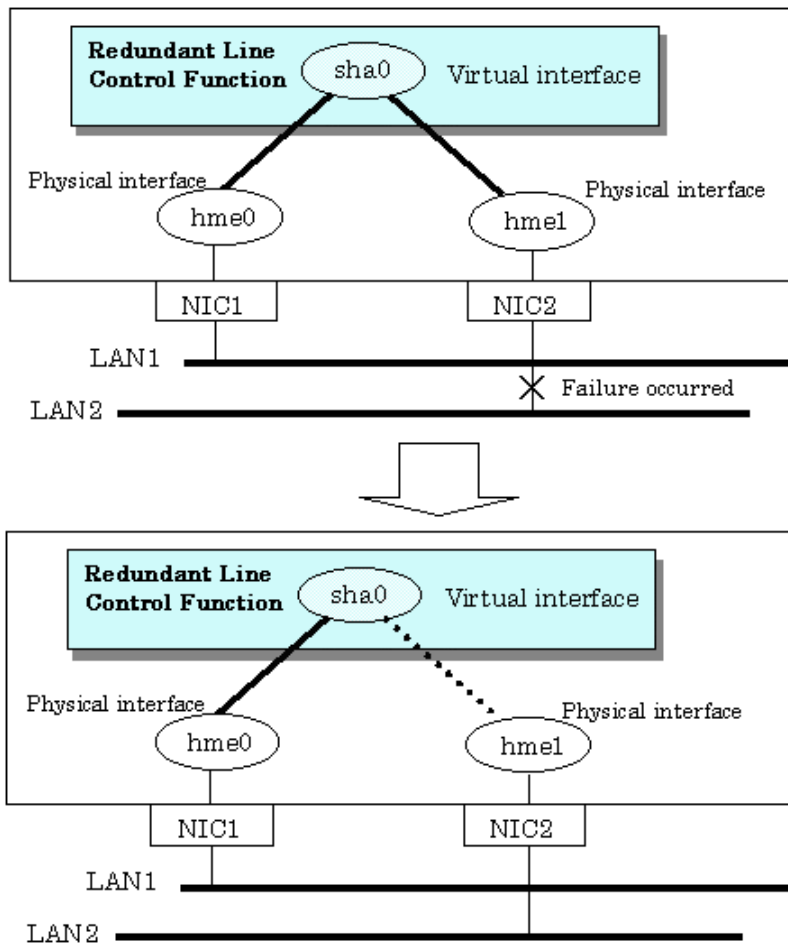 Redundant Line
Control Function
sha0
Virtual interface
Physical interface
Physical interface
hme0
hme1
NIC1
NIC2
LAN1
Failure occurred
LAN2
Redundant Line
Control Function
sha0
Virtual interface
Physical interface
Physical interface
hme0
hme1
NIC1
NIC2
LAN1
LAN2